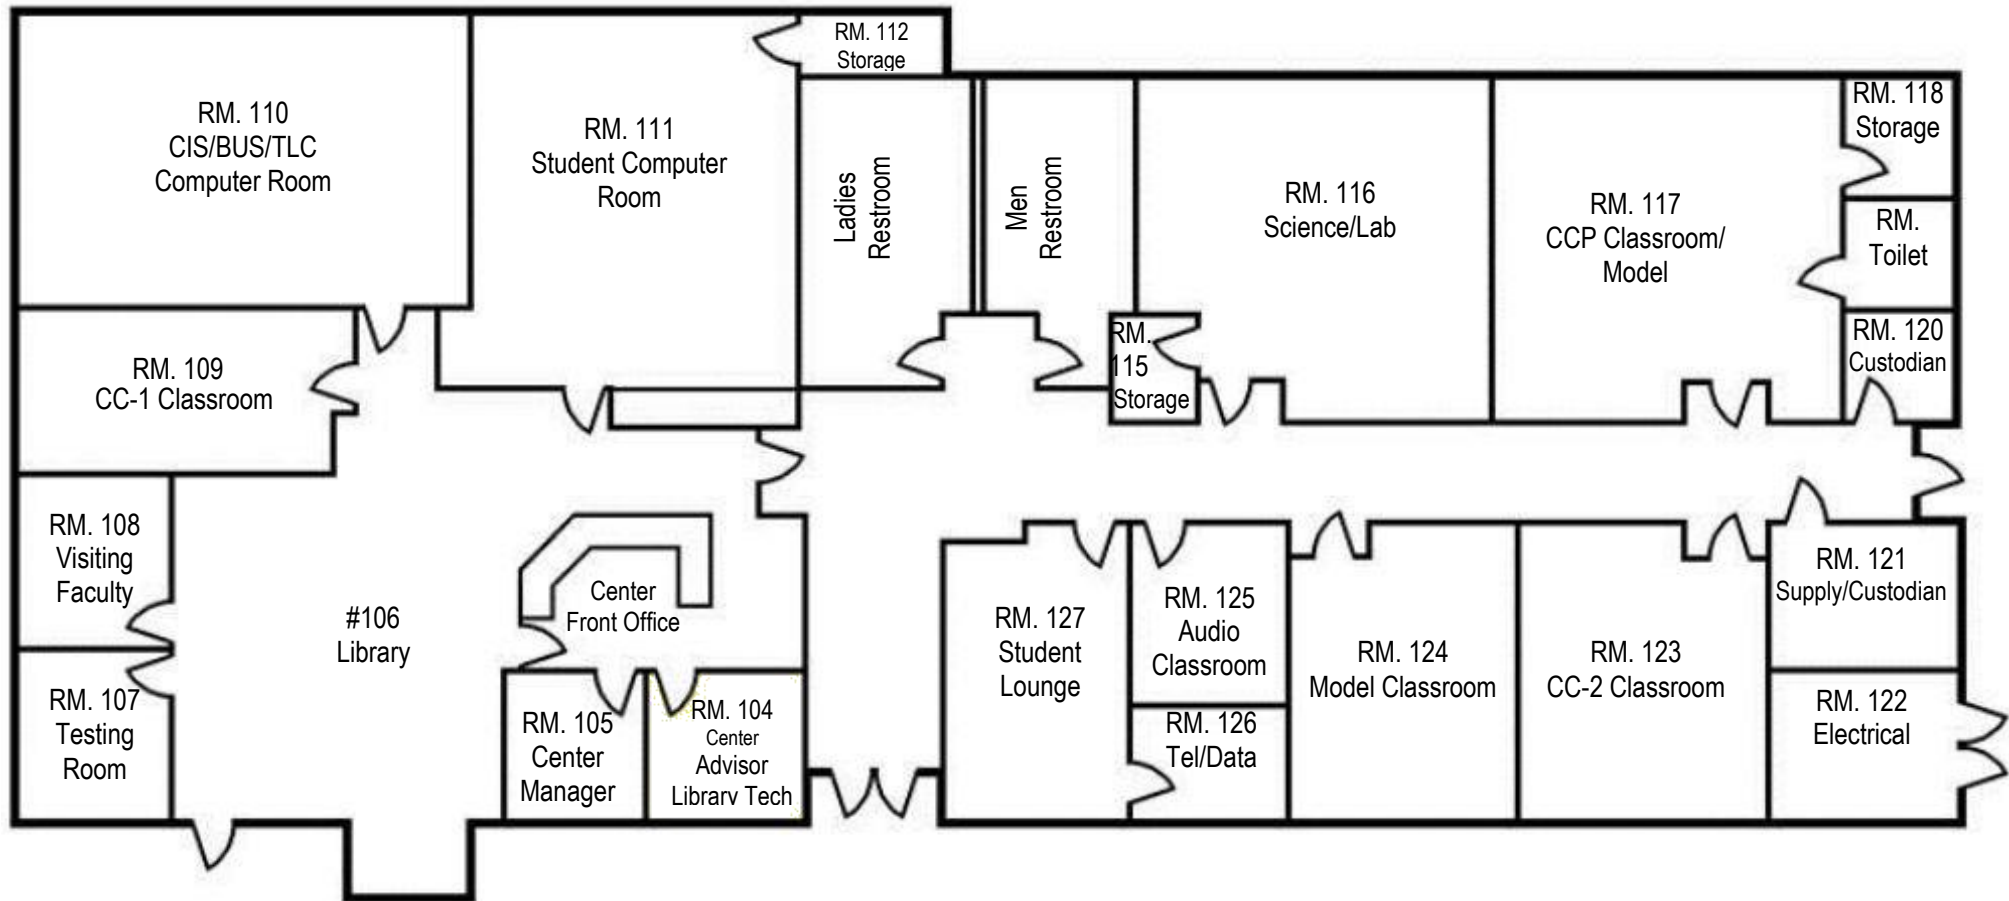 RM. 110
CIS/BUS/TLC
Computer Room
RM. 111
Student Computer
Room
RM. 112
Storage
Ladies
Restroom
Men
Restroom
RM. 116
Science/Lab
RM. 117
CCP Classroom/
Model
RM. 118
Storage
RM.
Toilet
RM. 120
Custodian
RM.
115
Storage
RM. 109
CC-1 Classroom
RM. 108
Visiting
Faculty
RM. 107
Testing
Room
#106
Library
Center
Front Office
RM. 105
Center
Manager
RM. 104
Center
Advisor
Library Tech
RM. 127
Student
Lounge
RM. 125
Audio
Classroom
RM. 126
Tel/Data
RM. 124
Model Classroom
RM. 123
CC-2 Classroom
RM. 121
Supply/Custodian
RM. 122
Electrical